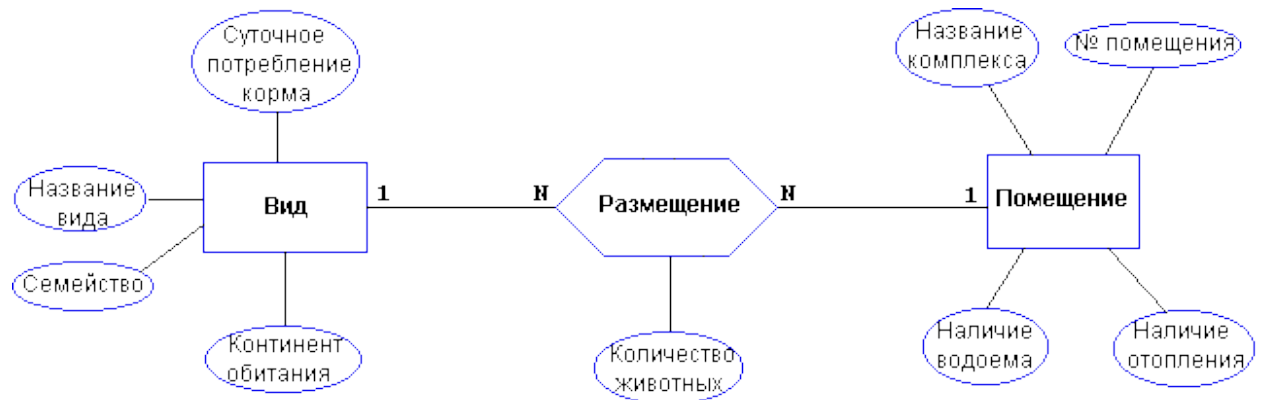 Суточное
потребление
корма
Название
комплекса
№ помещения
Название
вида
Вид
1
N
Размещение
N
1
Помещение
Семейство
Континент
обитания
Количество
животных
Наличие
водоема
Наличие
отопления